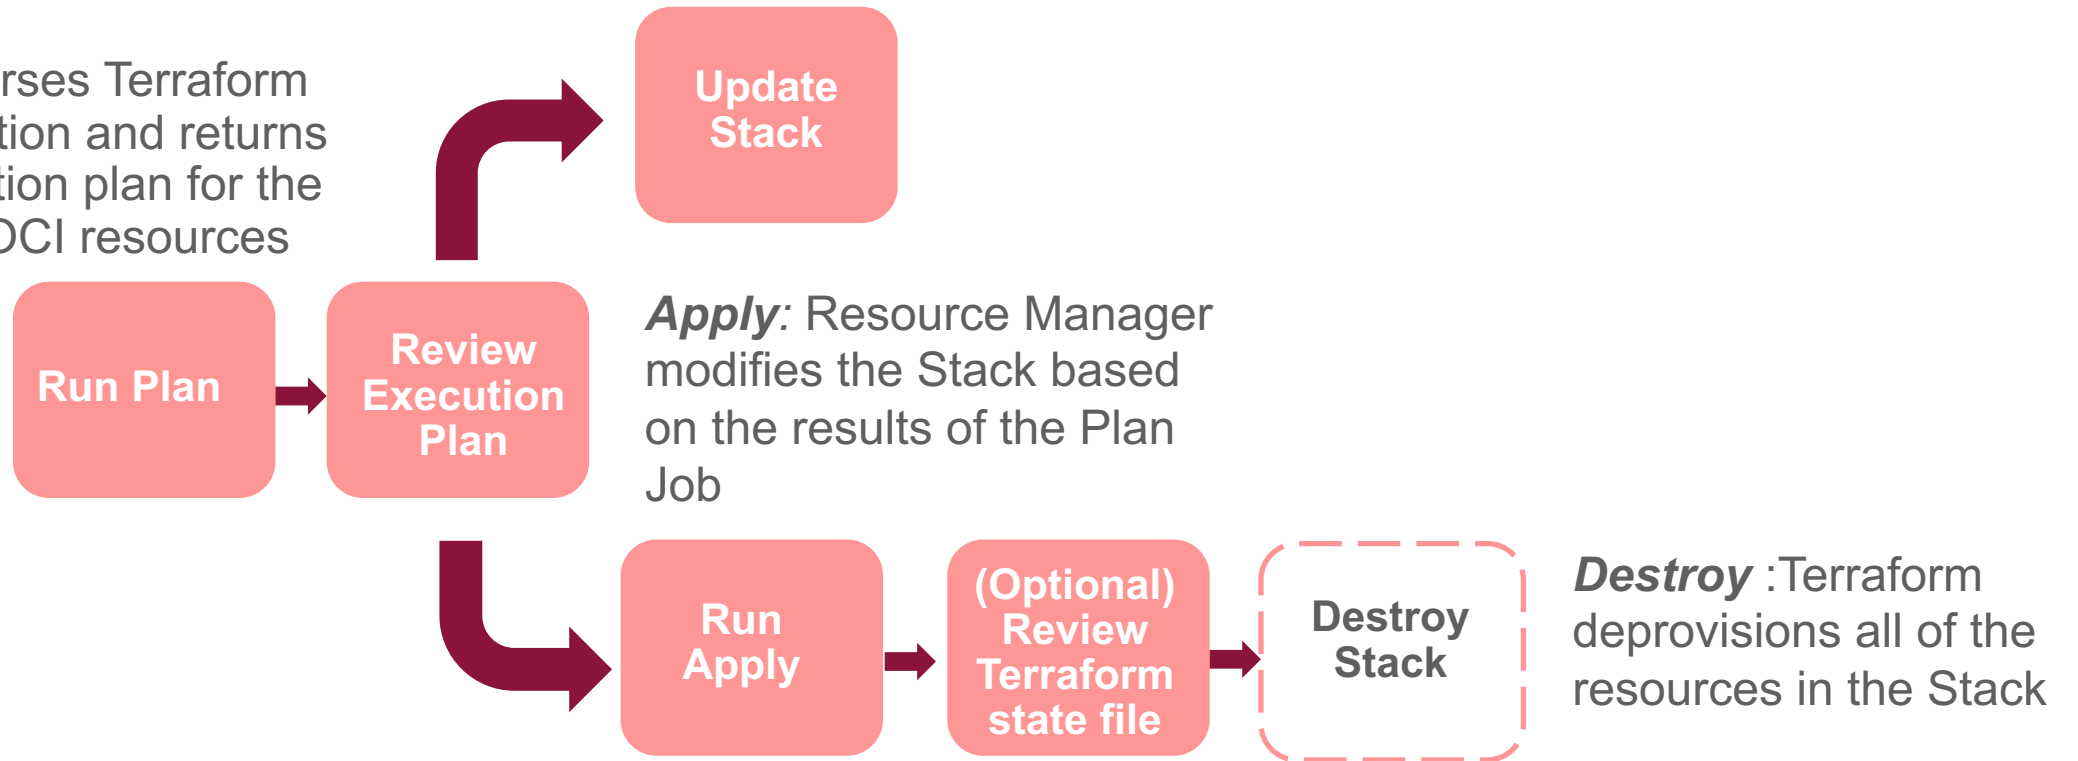 rses Terraform
tion and returns
tion plan for the
OCI resources
Update
Stack
Run Plan
Review
Execution
Plan
Apply: Resource Manager
modifies the Stack based
on the results of the Plan
Job
Run
Apply
(Optional)
Review
Terraform
state file
Destroy
Stack
Destroy :Terraform
deprovisions all of the
resources in the Stack